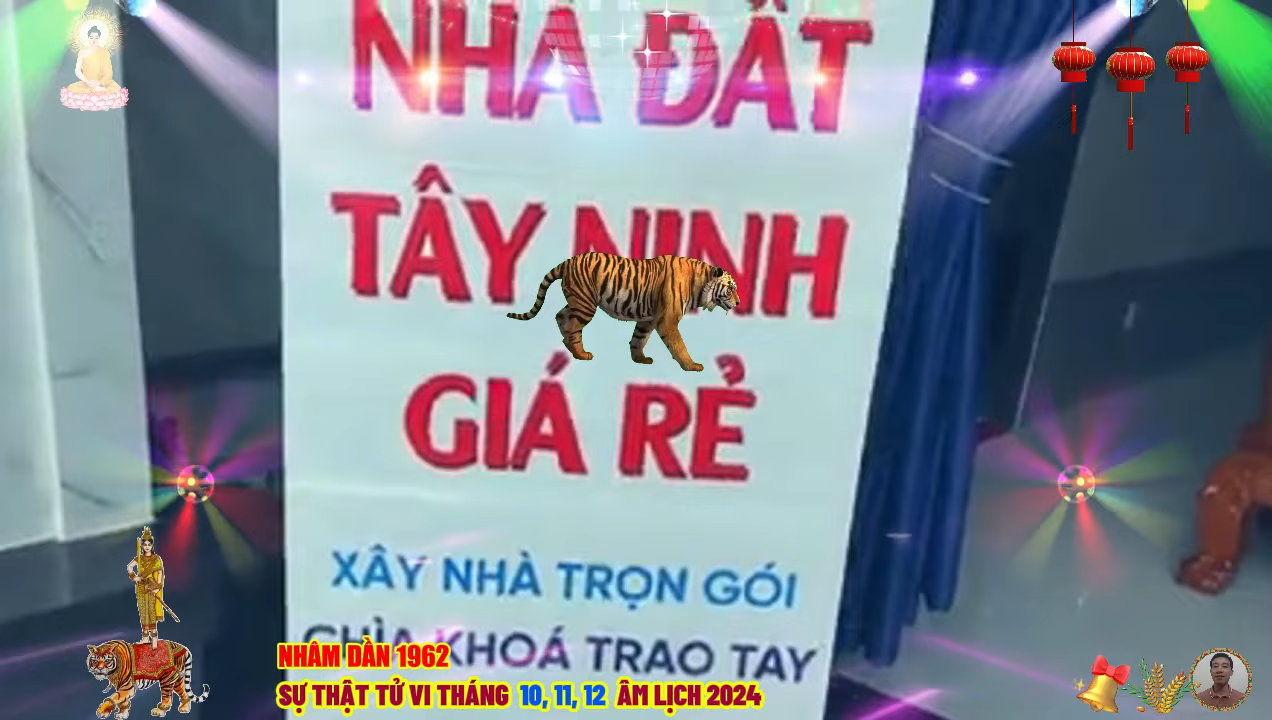 NHÀ ĐẤT
TÂY NINH
GIÁ RẺ
XÂY NHÀ TRỌN GÓI
CHÌA KHOÁ TRAO TAY
NHÂM DẦN 1962
SỰ THẬT TỬ VI THÁNG 10, 11, 12 ÂM LỊCH 2024